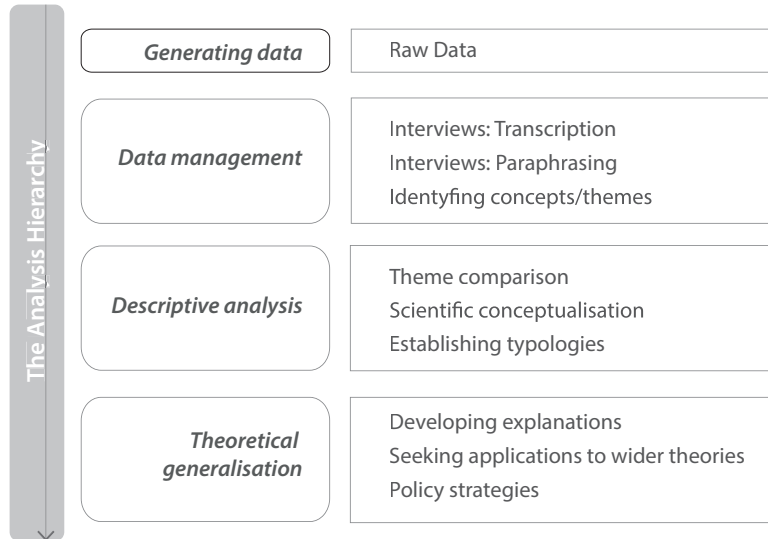 The Analysis Hierarchy
Generating data
Raw Data
Data management
Interviews: Transcription
Interviews: Paraphrasing
Identyfing concepts/themes
Descriptive analysis
Theme comparison
Scientific conceptualisation
Establishing typologies
Theoretical
generalisation
Developing explanations
Seeking applications to wider theories
Policy strategies